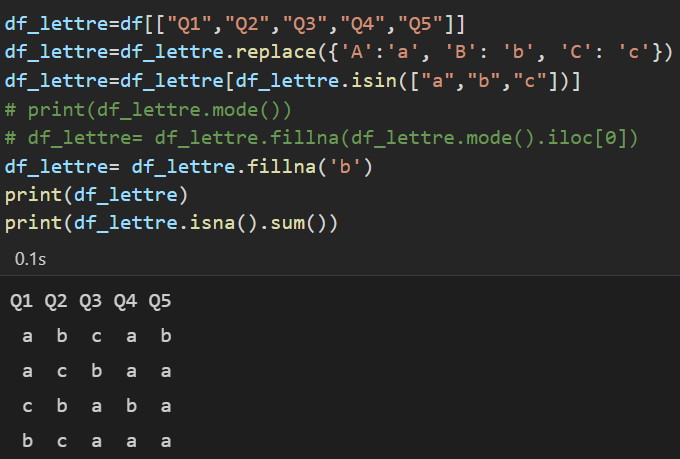 df_lettre=df[["Q1","Q2","Q3","Q4","Q5"]]
df_lettre=df_lettre.replace({'A':'a', 'B': 'b', 'C': 'c'})
df_lettre=df_lettre[df_lettre.isin(["a","b","c"])]
# print(df_lettre.mode())
# df_lettre= df_lettre.fillna(df_lettre.mode().iloc[0])
df_lettre= df_lettre.fillna('b')
print(df_lettre)
print(df_lettre.isna().sum())
0.1s
Q1 Q2 Q3 Q4 Q5
a b c a b
a c b a a
c b a b a
b c a a a